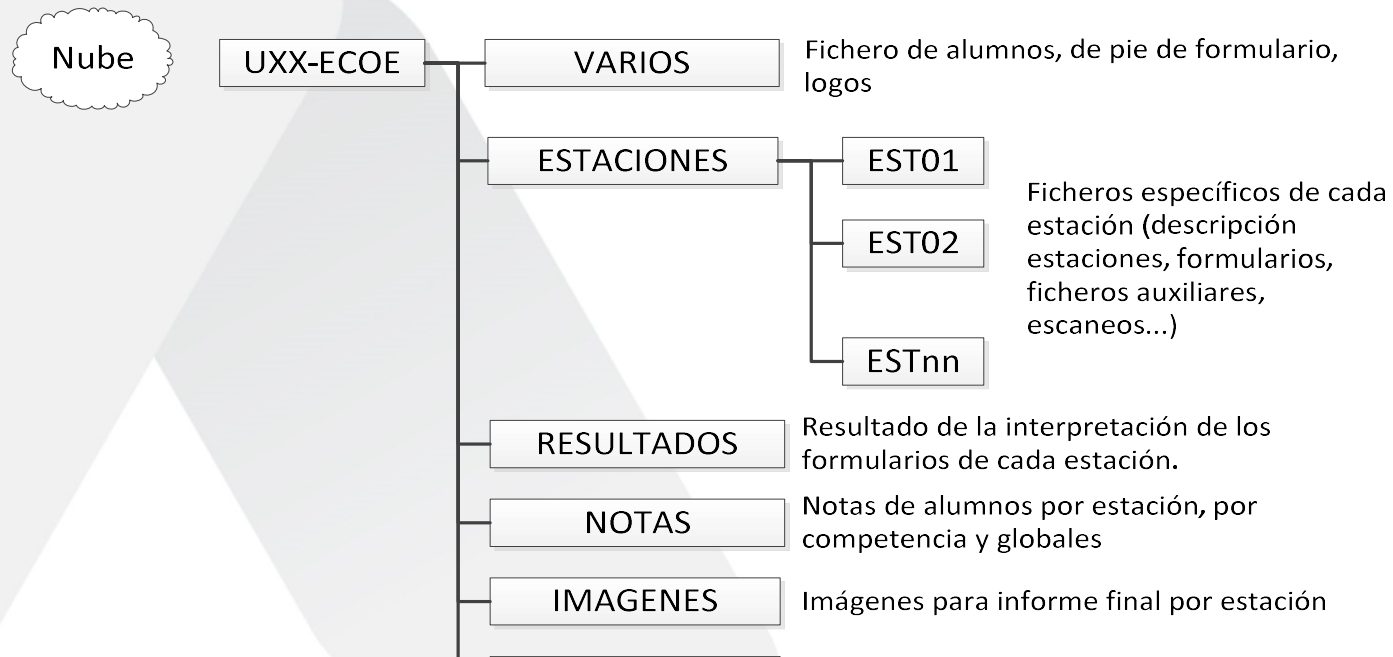 Nube
UXX-ECOE
VARIOS
Fichero de alumnos, de pie de formulario,
logos
ESTACIONES
EST01
EST02
ESTnn
Ficheros específicos de cada
estación (descripción
estaciones, formularios,
ficheros auxiliares,
escaneos...)
RESULTADOS
Resultado de la interpretación de los
formularios de cada estación.
NOTAS
Notas de alumnos por estación, por
competencia y globales
IMAGENES
Imágenes para informe final por estación